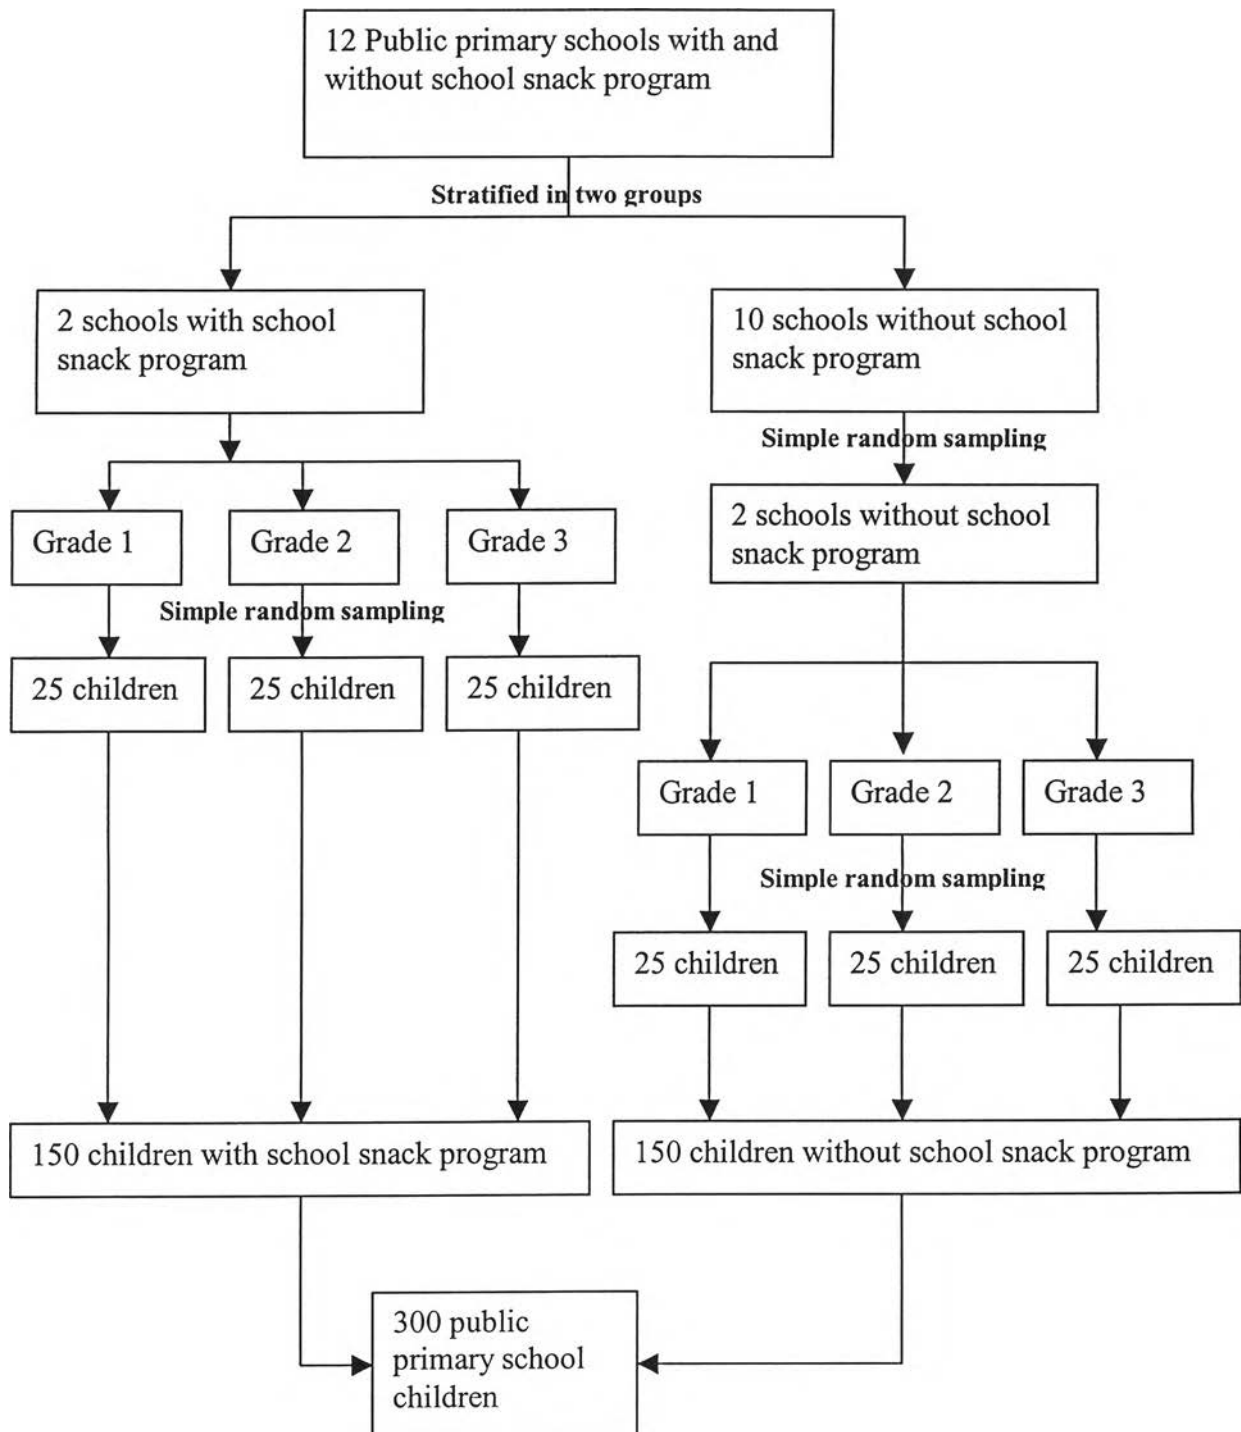 12 Public primary schools with and
without school snack program
Stratified in two groups
2 schools with school
snack program
10 schools without school
snack program
Simple random sampling
2 schools without school
snack program
Grade 1
Grade 2
Grade 3
Simple random sampling
25 children
25 children
25 children
Grade 1
Grade 2
Grade 3
Simple random sampling
25 children
25 children
25 children
150 children with school snack program
150 children without school snack program
300 public
primary school
children